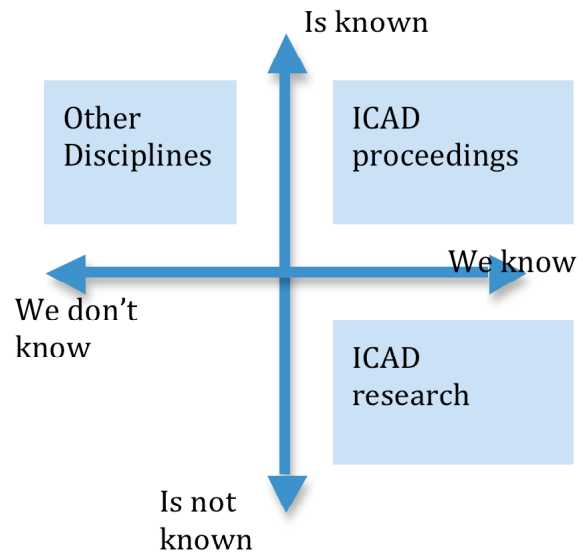 Is known
Other
Disciplines
ICAD
proceedings
We know
We don’t
know
ICAD
research
Is not
known